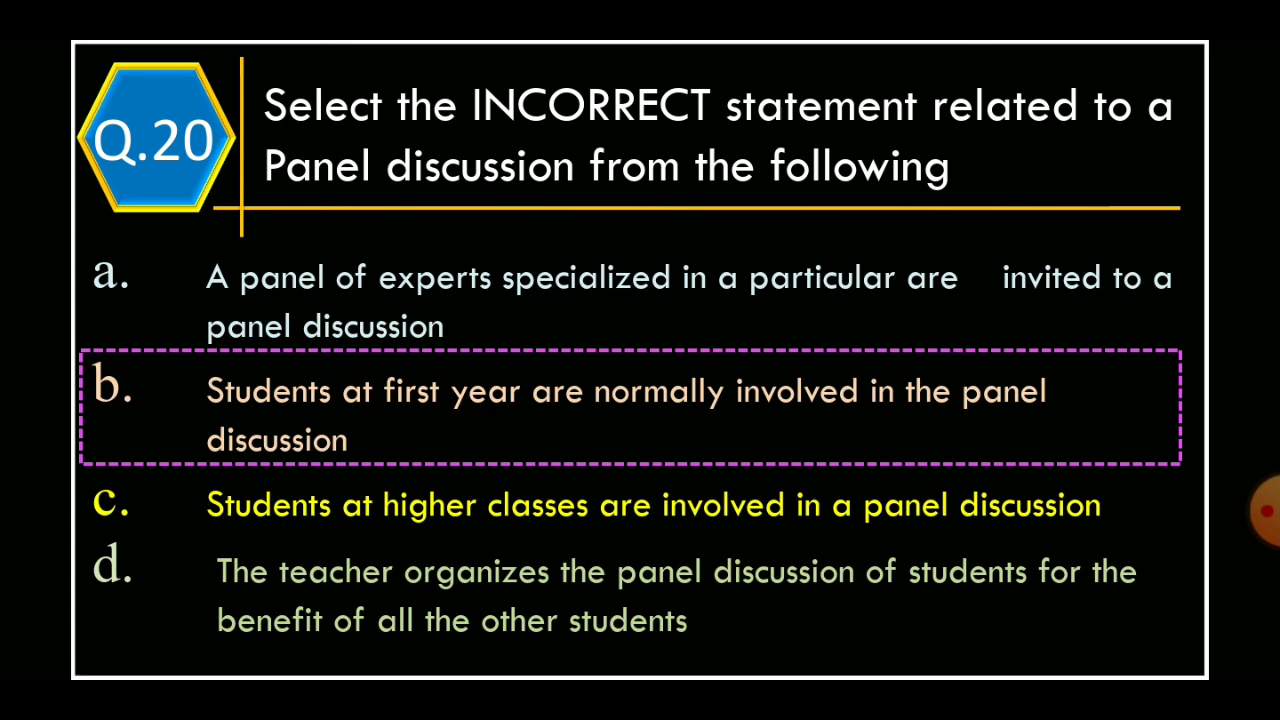 Q.20
Select the INCORRECT statement related to a
Panel discussion from the following
a. A panel of experts specialized in a particular are invited to a
panel discussion
b. Students at first year are normally involved in the panel
discussion
c. Students at higher classes are involved in a panel discussion
d. The teacher organizes the panel discussion of students for the
benefit of all the other students